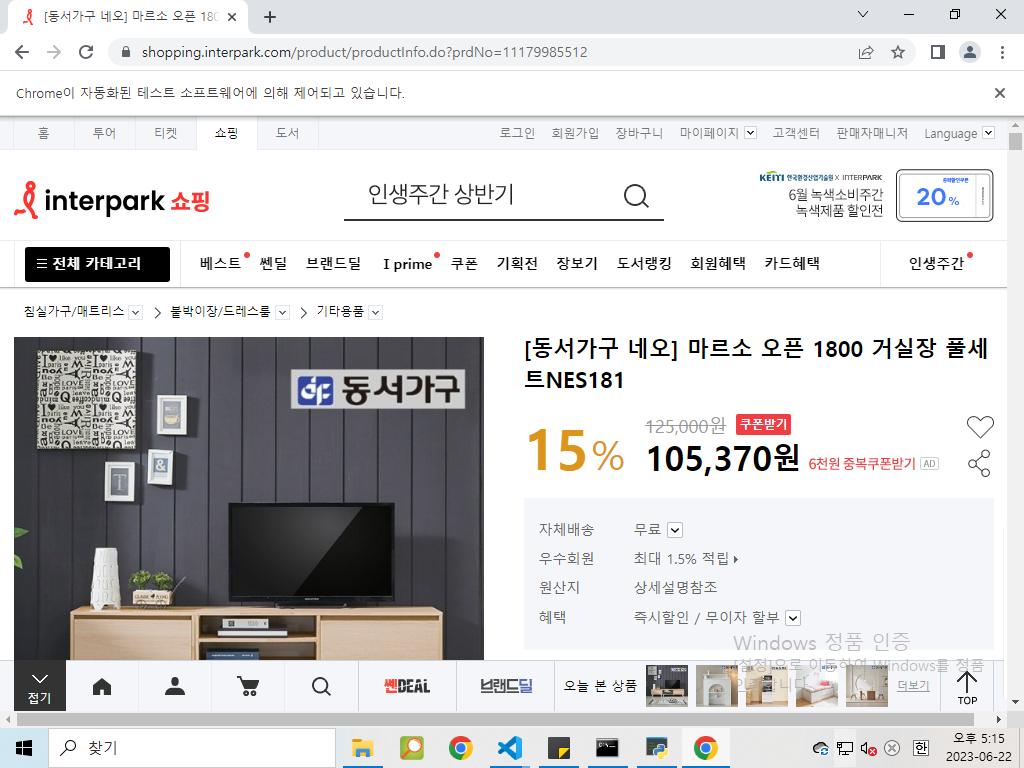 [동서가구 네오] 마르소 오픈 180
shopping.interpark.com/product/productInfo.do?prdNo=11179985512
Chrome이 자동화된 테스트 소프트웨어에 의해 제어되고 있습니다.
홈 투어 티켓 쇼핑 도서 로그인 회원가입 장바구니 마이페이지 고객센터 판매자매니저 Language
interpark 쇼핑
인생주간 상반기
KEITI 한국환경산업기술원 X INTERPARK
6월 녹색소비주간
녹색제품 할인전
20%
전체 카테고리 베스트 쎈딜 브랜드딜 I prime 쿠폰 기획전 장보기 도서랭킹 회원혜택 카드혜택 인생주간
침실가구/매트리스 붙박이장/드레스룸 기타용품
동서가구
[동서가구 네오] 마르소 오픈 1800 거실장 풀세
트NES181
15% 125,000원 쿠폰받기
105,370원 6천원 중복쿠폰받기 AD
자체배송 무료
우수회원 최대 1.5% 적립
원산지 상세설명참조
혜택 즉시할인 / 무이자 할부
Windows 정품 인증
[설정]으로 이동하여 Windows를 정품
접기 쎈DEAL 브랜드딜 오늘 본 상품 더보기 TOP
찾기
한
오후 5:15
2023-06-22